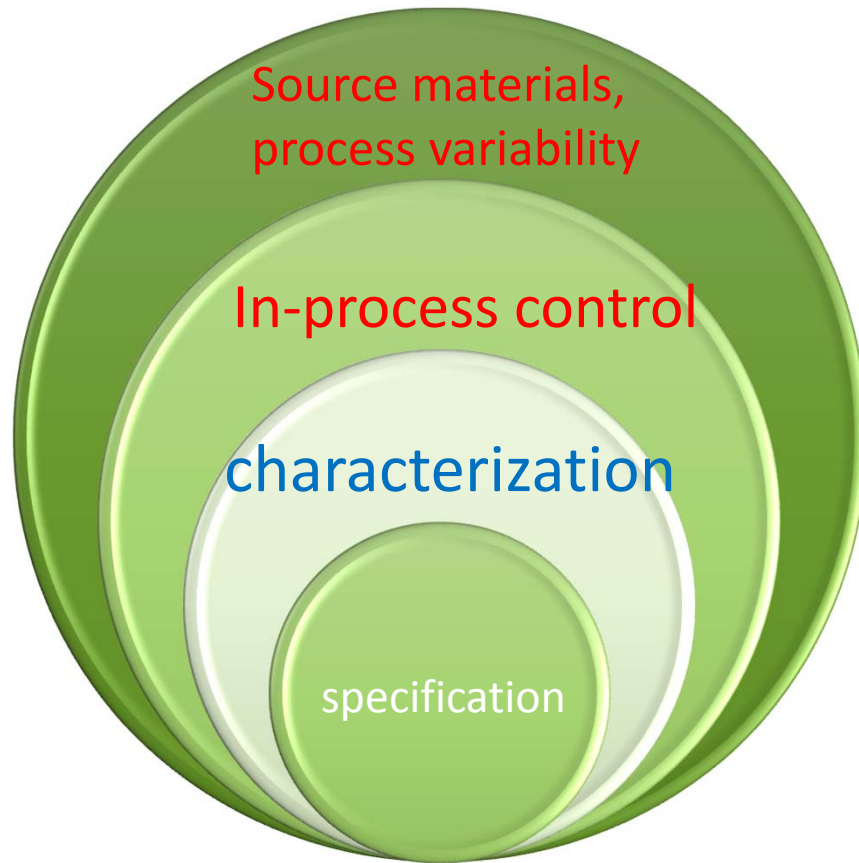 Source materials,
process variability
In-process control
characterization
specification